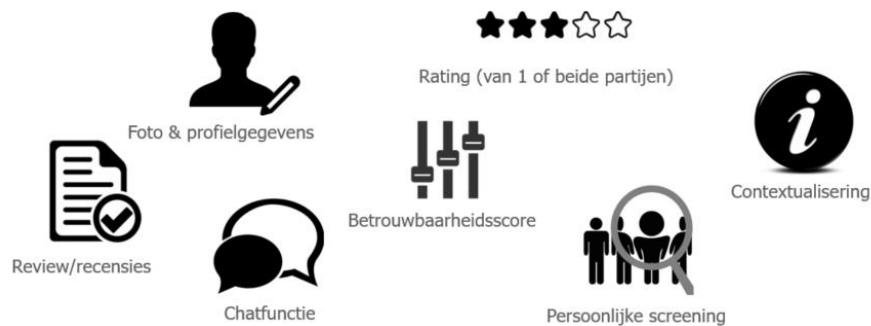 Rating (van 1 of beide partijen)
Foto & profielgegevens
Contextualisering
Betrouwbaarheidsscore
Review/recensies
Chatfunctie
Persoonlijke screening